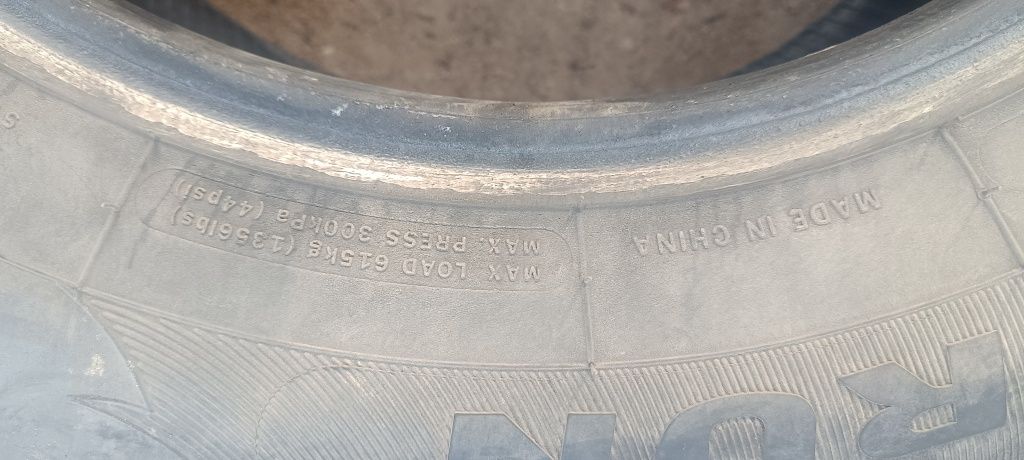 MAX. LOAD 615kg (1356lbs)
MAX. PRESS 300kPa (44psi)
MADE IN CHINA